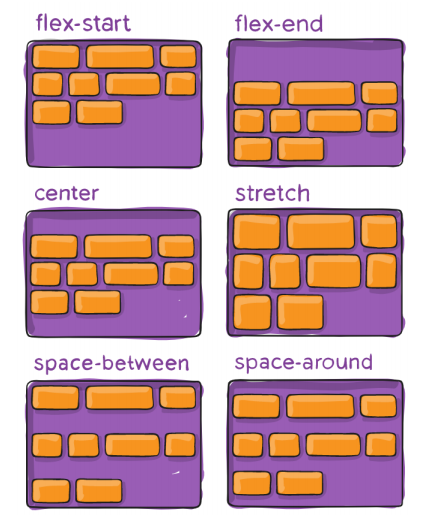 flex-start
flex-end
center
stretch
space-between
space-around